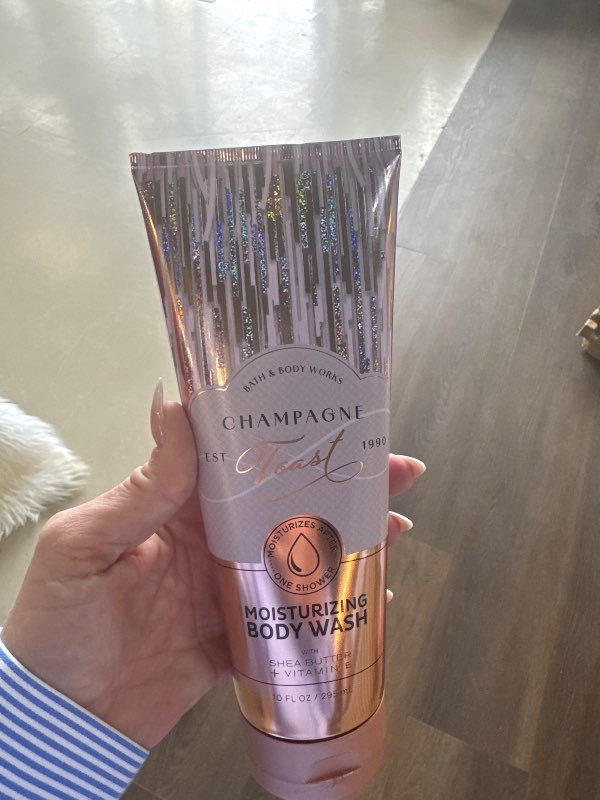 BATH & BODY WORKS
CHAMPAGNE
EST Toast 1990
MOISTURIZES AFTER
ONE SHOWER
MOISTURIZING
BODY WASH
WITH
SHEA BUTTER
+ VITAMIN E
10 FL OZ / 295 mL